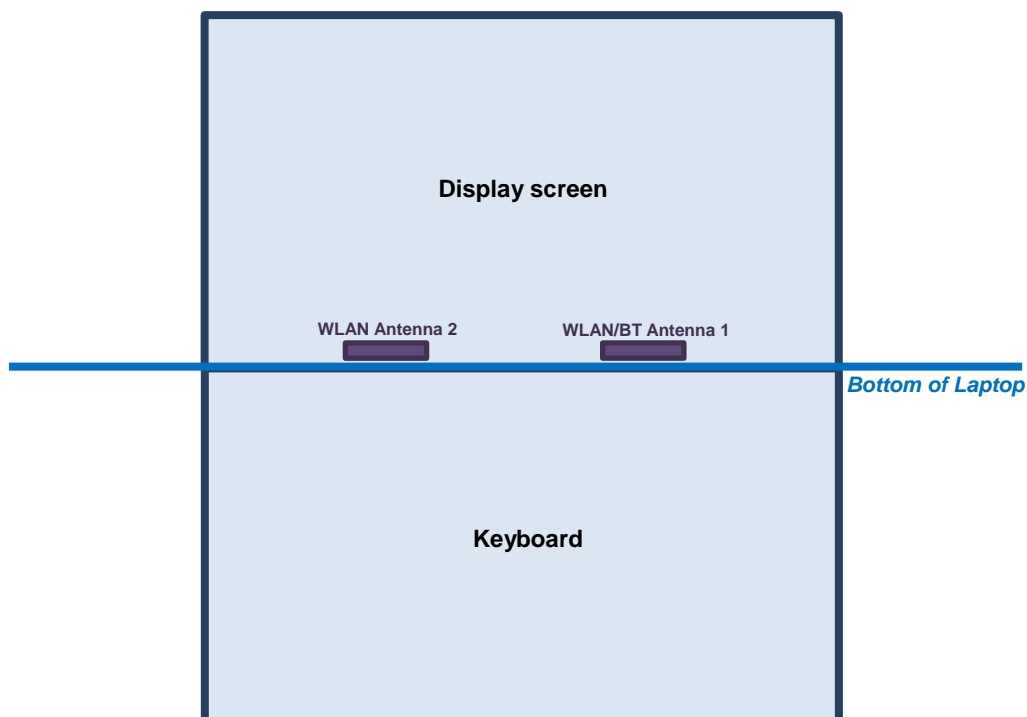 Display screen
WLAN Antenna 2
WLAN/BT Antenna 1
Bottom of Laptop
Keyboard